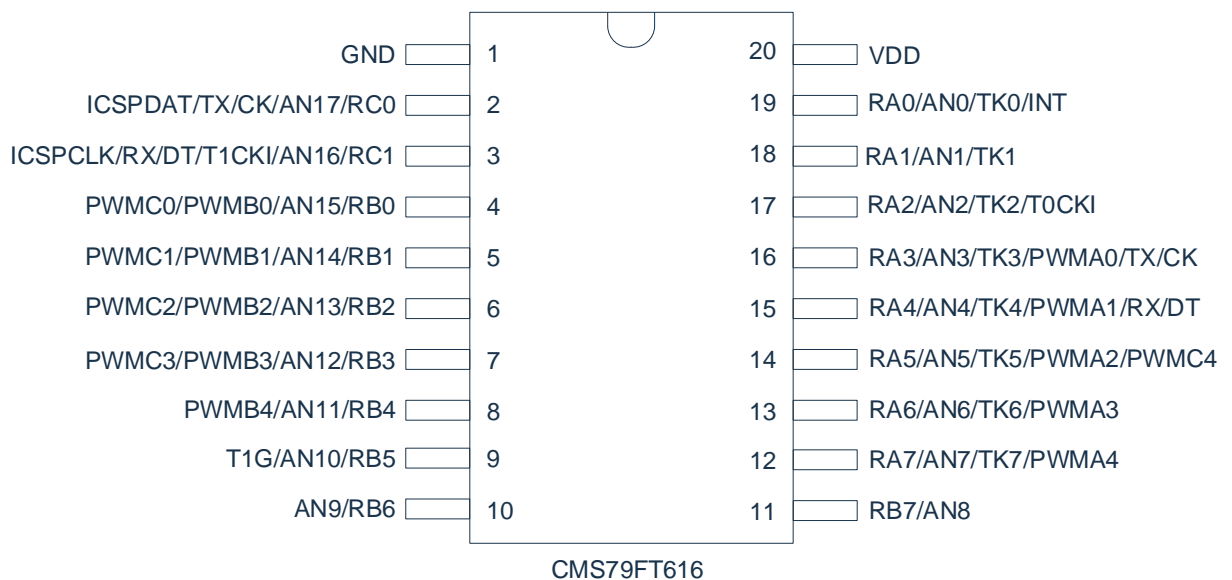 GND 1 20 VDD
ICSPDAT/TX/CK/AN17/RC0 2 19 RA0/AN0/TK0/INT
ICSPCLK/RX/DT/T1CKI/AN16/RC1 3 18 RA1/AN1/TK1
PWMC0/PWMB0/AN15/RB0 4 17 RA2/AN2/TK2/T0CKI
PWMC1/PWMB1/AN14/RB1 5 16 RA3/AN3/TK3/PWMA0/TX/CK
PWMC2/PWMB2/AN13/RB2 6 15 RA4/AN4/TK4/PWMA1/RX/DT
PWMC3/PWMB3/AN12/RB3 7 14 RA5/AN5/TK5/PWMA2/PWMC4
PWMB4/AN11/RB4 8 13 RA6/AN6/TK6/PWMA3
T1G/AN10/RB5 9 12 RA7/AN7/TK7/PWMA4
AN9/RB6 10 11 RB7/AN8
CMS79FT616